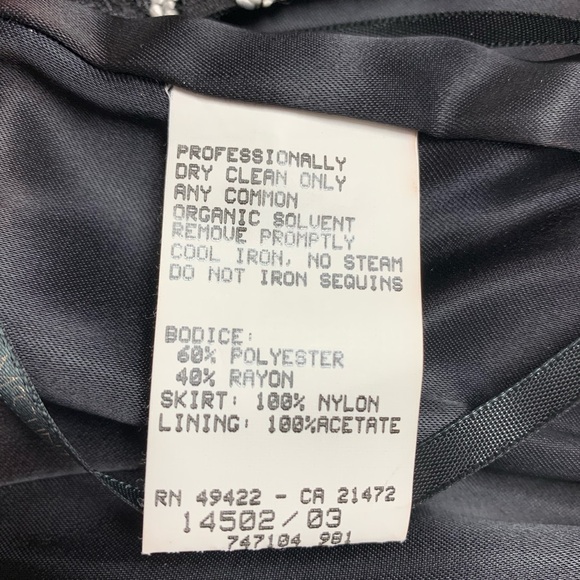 PROFESSIONALLY
DRY CLEAN ONLY
ANY COMMON
ORGANIC SOLVENT
REMOVE PROMPTLY
COOL IRON, NO STEAM
DO NOT IRON SEQUINS
BODICE:
60% POLYESTER
40% RAYON
SKIRT: 100% NYLON
LINING: 100%ACETATE
RN 49422 - CA 21472
14502/03
747104 981